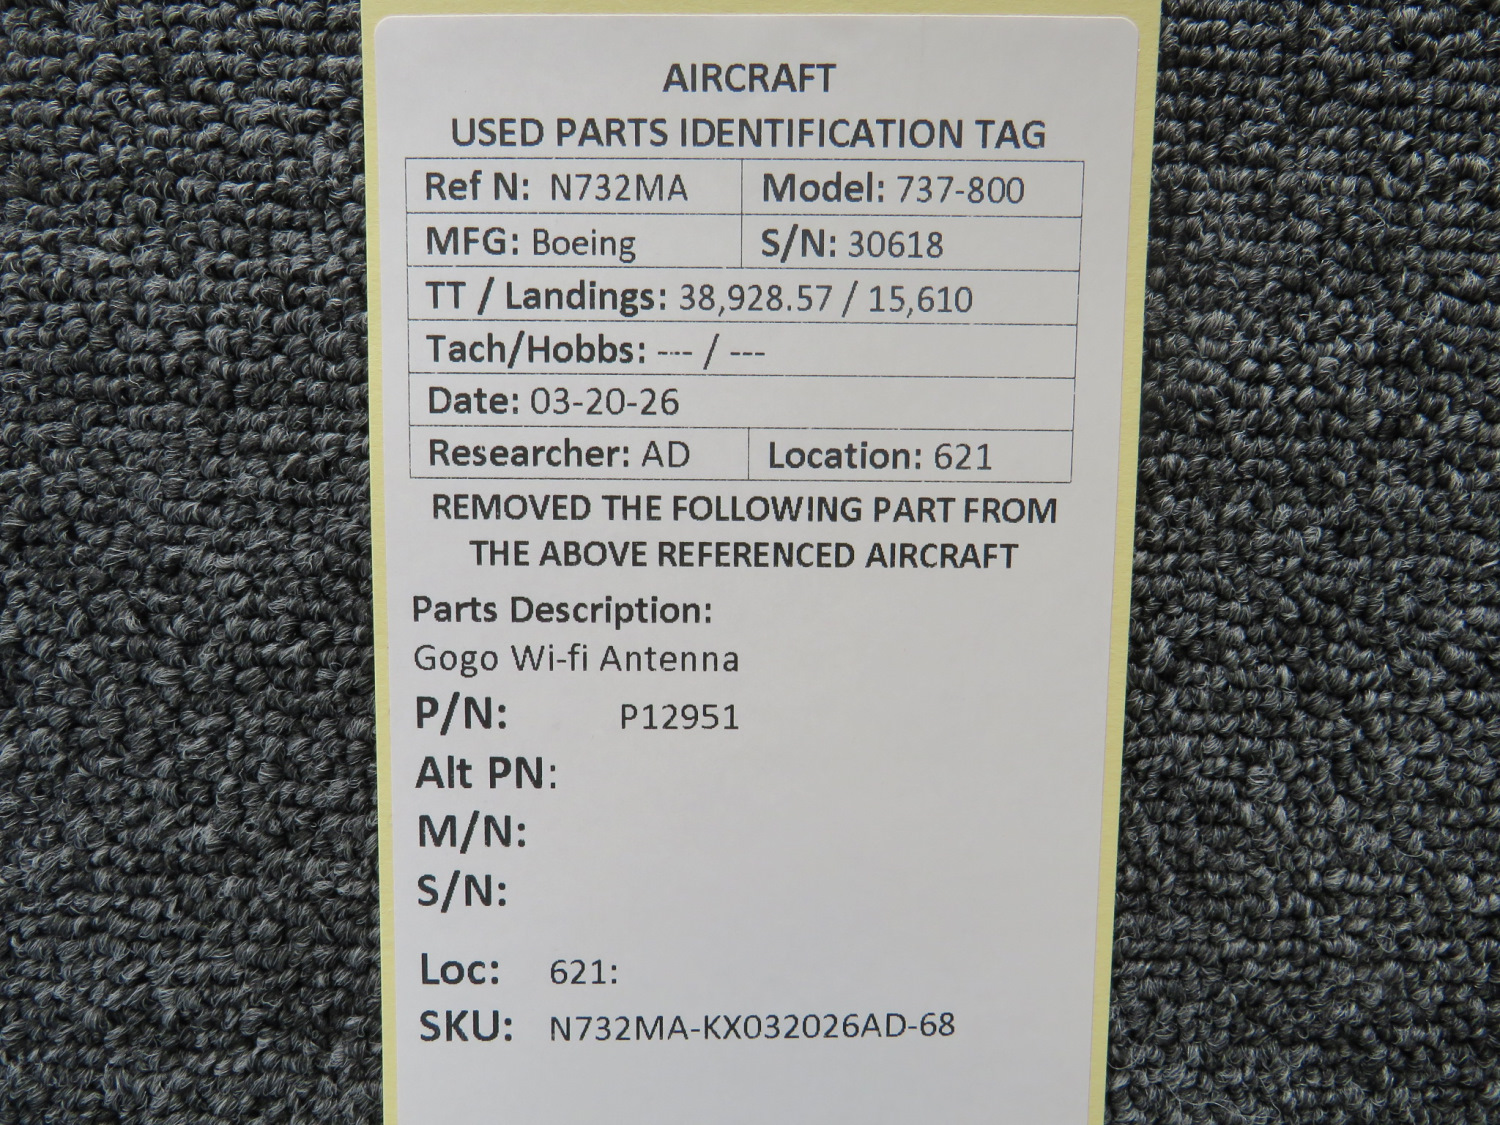 AIRCRAFT
USED PARTS IDENTIFICATION TAG
Ref N: N732MA Model: 737-800
MFG: Boeing S/N: 30618
TT / Landings: 38,928.57 / 15,610
Tach/Hobbs: --- / ---
Date: 03-20-26
Researcher: AD Location: 621
REMOVED THE FOLLOWING PART FROM
THE ABOVE REFERENCED AIRCRAFT
Parts Description:
Gogo Wi-fi Antenna
P/N: P12951
Alt PN:
M/N:
S/N:
Loc: 621:
SKU: N732MA-KX032026AD-68